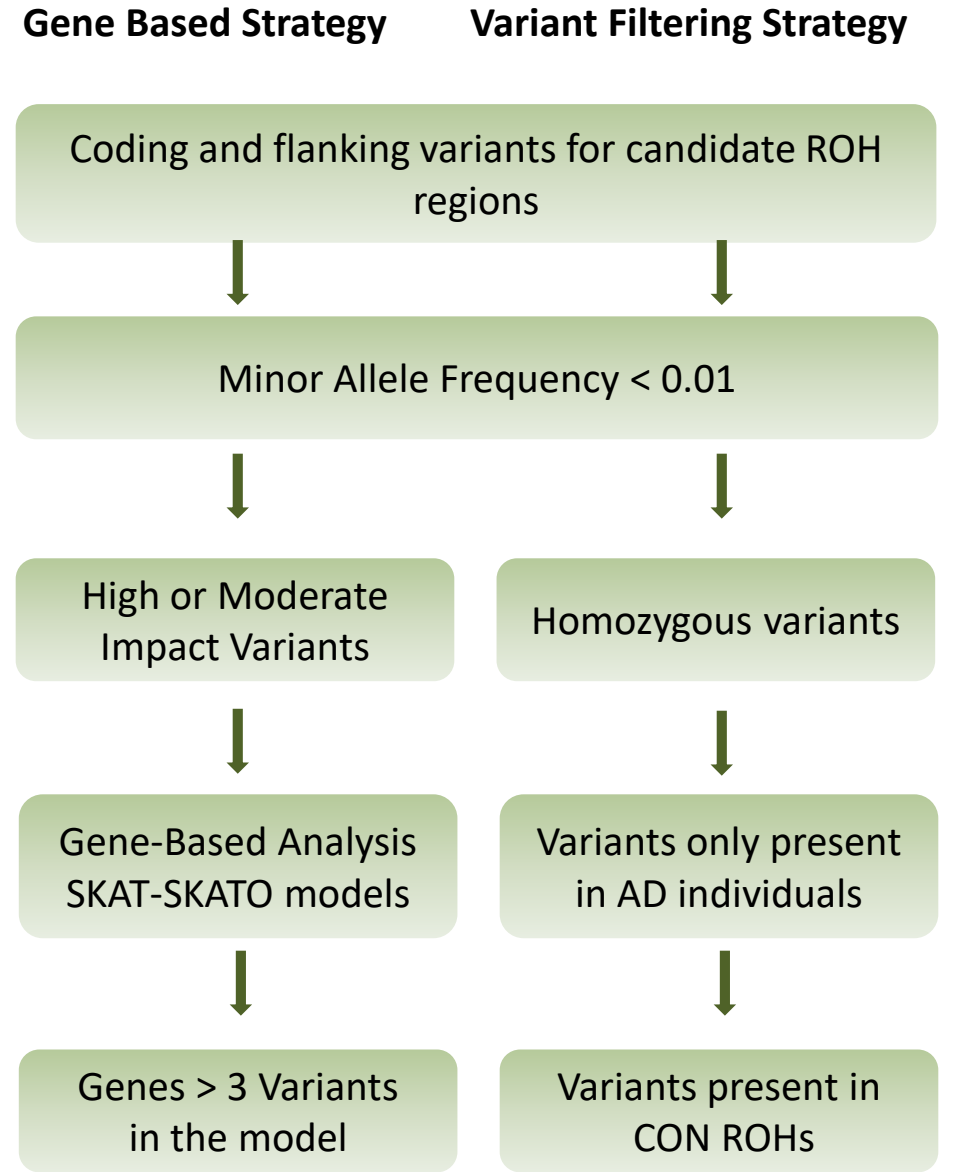 Gene Based Strategy
Variant Filtering Strategy
Coding and flanking variants for candidate ROH
regions
Minor Allele Frequency < 0.01
High or Moderate
Impact Variants
Homozygous variants
Gene-Based Analysis
SKAT-SKATO models
Variants only present
in AD individuals
Genes > 3 Variants
in the model
Variants present in
CON ROHs